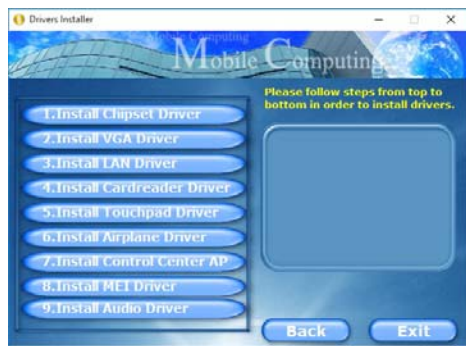 Drivers Installer
Mobile Computing
Mobile Computing
Please follow steps from top to
bottom in order to install drivers.
1.Install Chipset Driver
2.Install VGA Driver
3.Install LAN Driver
4.Install Cardreader Driver
5.Install Touchpad Driver
6.Install Airplane Driver
7.Install Control Center AP
8.Install MEI Driver
9.Install Audio Driver
Back
Exit